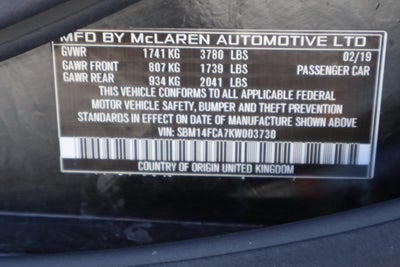 MFD BY McLAREN AUTOMOTIVE LTD
GVWR 1741 KG 3780 LBS 02/19
GAWR FRONT 807 KG 1739 LBS PASSENGER CAR
GAWR REAR 934 KG 2041 LBS
THIS VEHICLE CONFORMS TO ALL APPLICABLE FEDERAL
MOTOR VEHICLE SAFETY, BUMPER AND THEFT PREVENTION
STANDARDS IN EFFECT ON DATE OF MANUFACTURE SHOWN ABOVE
VIN: SBM14FCA7KW003730
COUNTRY OF ORIGIN UNITED KINGDOM